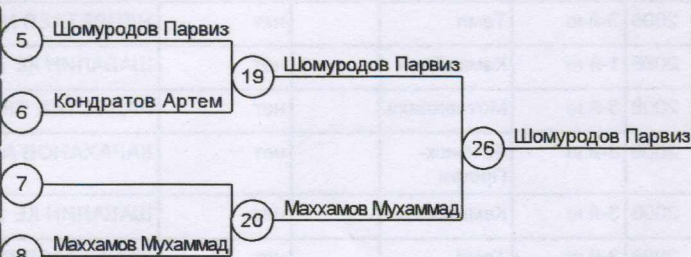 5 Шомуродов Парвиз
19 Шомуродов Парвиз
6 Кондратов Артем
26 Шомуродов Парвиз
7
20 Маххамов Мухаммад
8 Маххамов Мухаммад